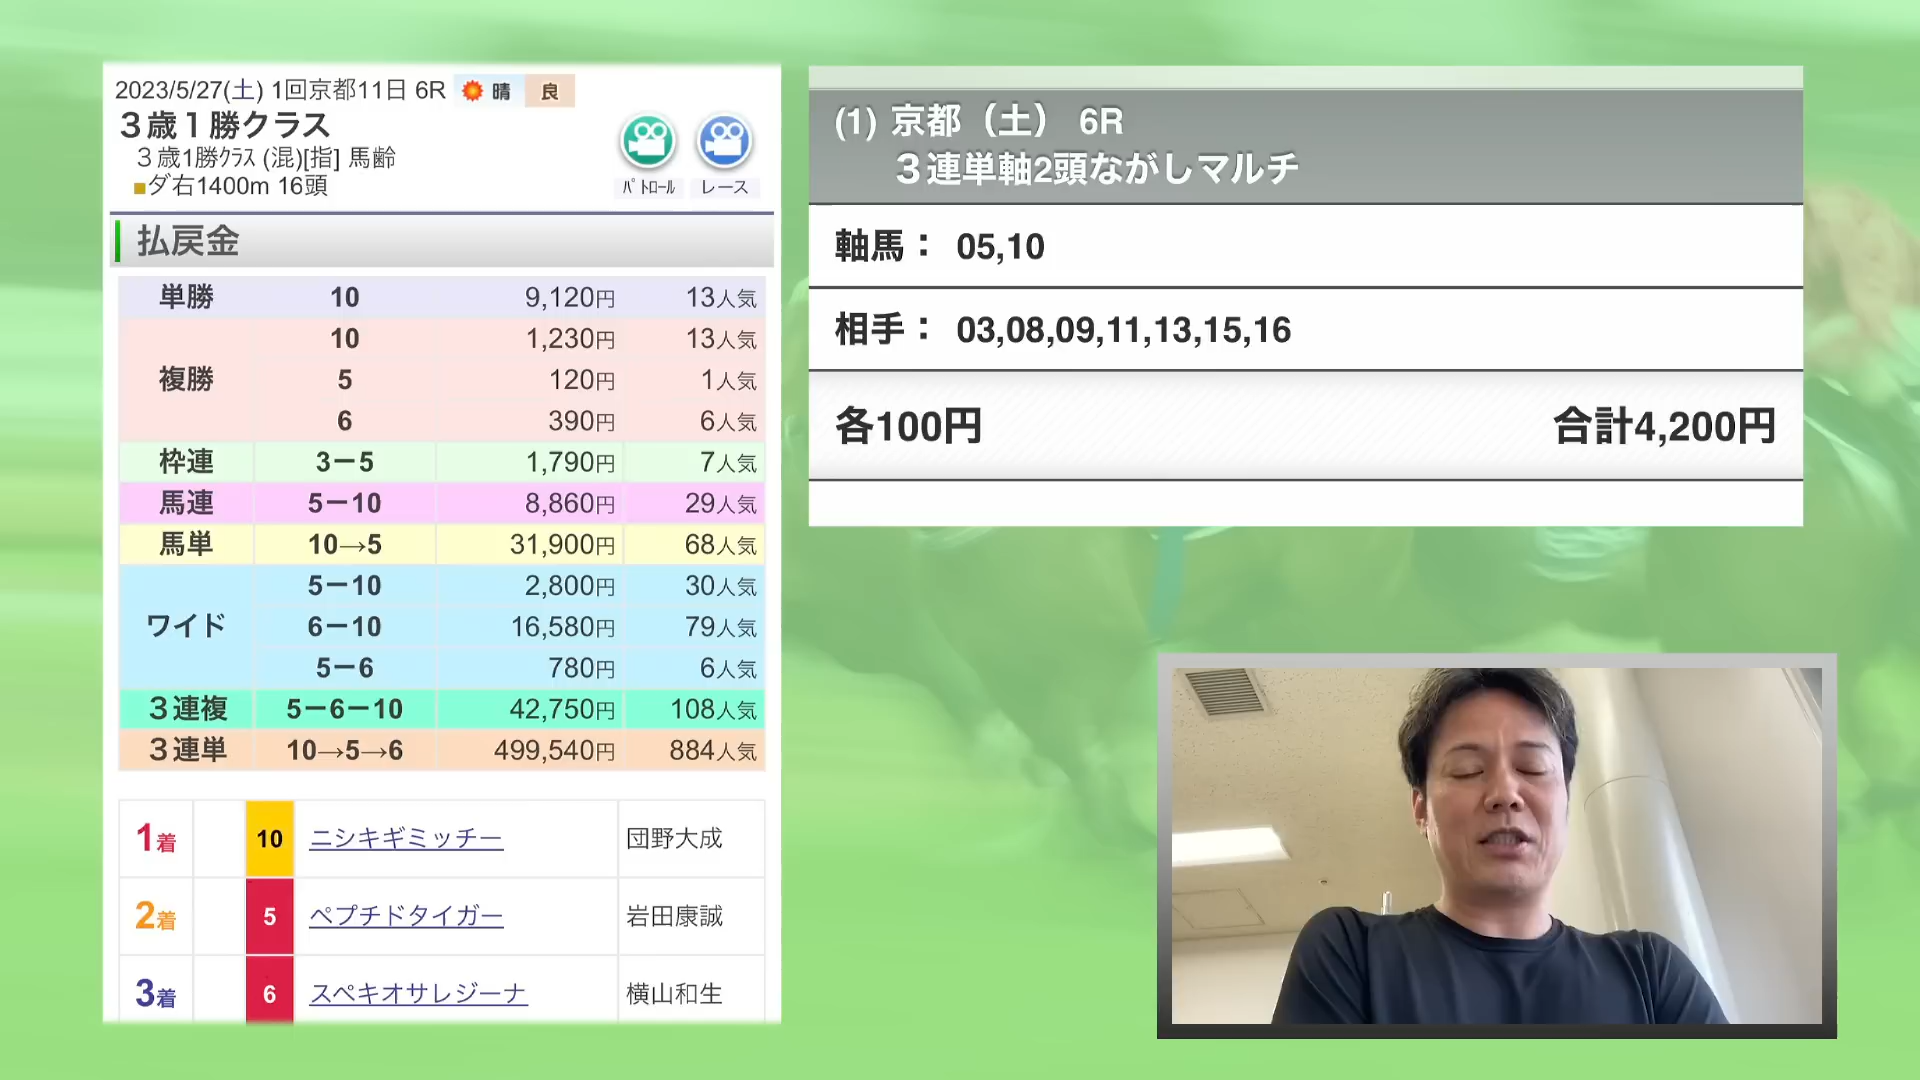 2023/5/27(土) 1回京都11日 6R 晴 良
３歳１勝クラス
３歳1勝ｸﾗｽ (混)[指] 馬齢
ダ右1400m 16頭
ﾊﾟﾄﾛｰﾙ レース
払戻金
単勝 10 9,120円 13人気
複勝 10 1,230円 13人気
5 120円 1人気
6 390円 6人気
枠連 3－5 1,790円 7人気
馬連 5－10 8,860円 29人気
馬単 10→5 31,900円 68人気
ワイド 5－10 2,800円 30人気
6－10 16,580円 79人気
5－6 780円 6人気
３連複 5－6－10 42,750円 108人気
３連単 10→5→6 499,540円 884人気
1着 10 ニシキギミッチー 団野大成
2着 5 ペプチドタイガー 岩田康誠
3着 6 スペキオサレジーナ 横山和生
(1) 京都（土） 6R
３連単軸2頭ながしマルチ
軸馬： 05,10
相手： 03,08,09,11,13,15,16
各100円 合計4,200円